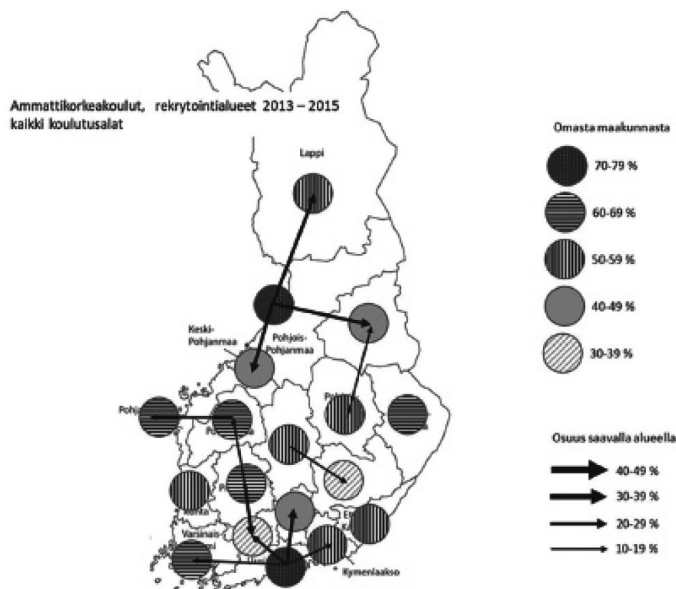 Ammattikorkeakoulut, rekrytointialueet 2013 – 2015
kaikki koulutusalat
Lappi
Keski-
Pohjanmaa
Pohjois-
Pohjanmaa
Varsinais-
Kymenlaakso
Omasta maakunnasta
70-79 %
60-69 %
50-59 %
40-49 %
30-39 %
Osuus saavalla alueella
40-49 %
30-39 %
20-29 %
10-19 %